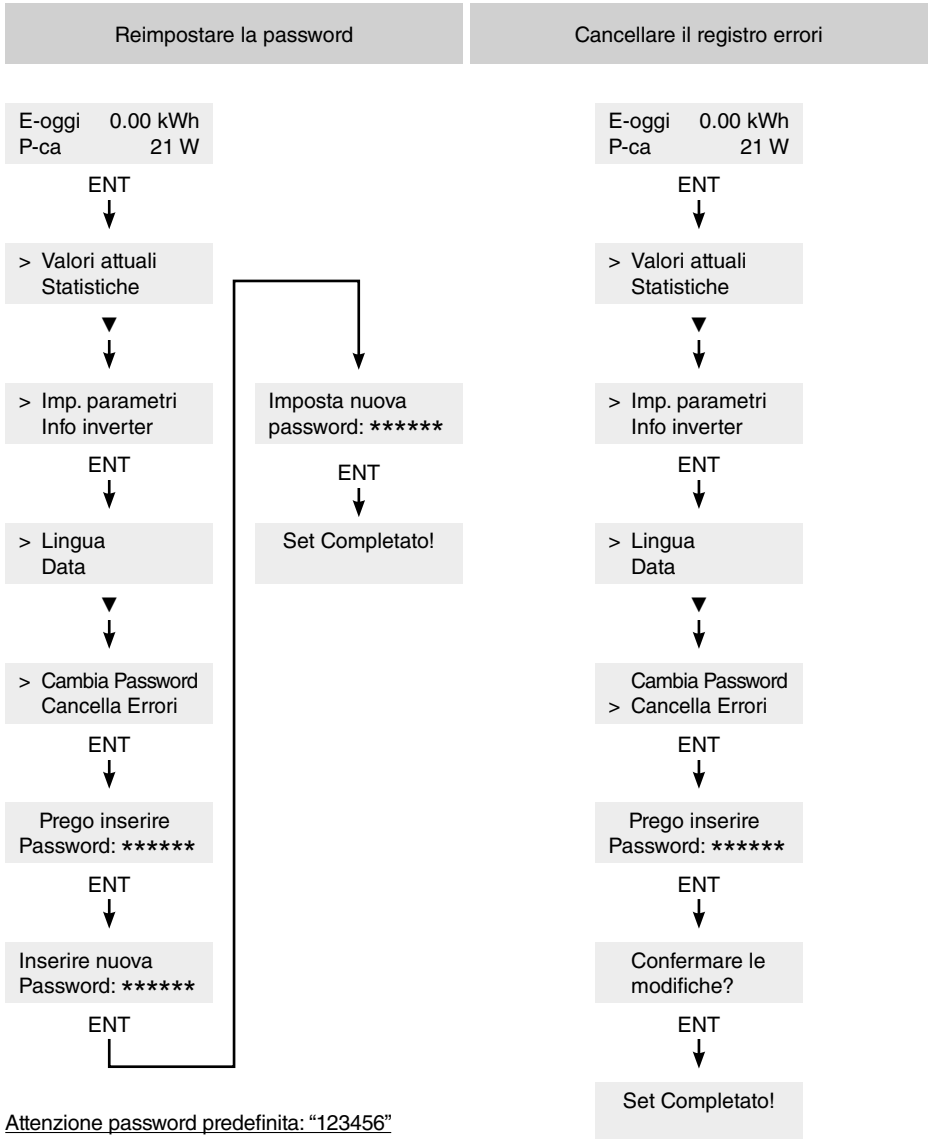 Reimpostare la password
E-oggi 0.00 kWh
P-ca 21 W
ENT
> Valori attuali
Statistiche
▼
> Imp. parametri
Info inverter
ENT
> Lingua
Data
▼
> Cambia Password
Cancella Errori
ENT
Prego inserire
Password: ******
ENT
Inserire nuova
Password: ******
ENT
Imposta nuova
password: ******
ENT
Set Completato!
Attenzione password predefinita: “123456”
Cancellare il registro errori
E-oggi 0.00 kWh
P-ca 21 W
ENT
> Valori attuali
Statistiche
▼
> Imp. parametri
Info inverter
ENT
> Lingua
Data
▼
Cambia Password
> Cancella Errori
ENT
Prego inserire
Password: ******
ENT
Confermare le
modifiche?
ENT
Set Completato!